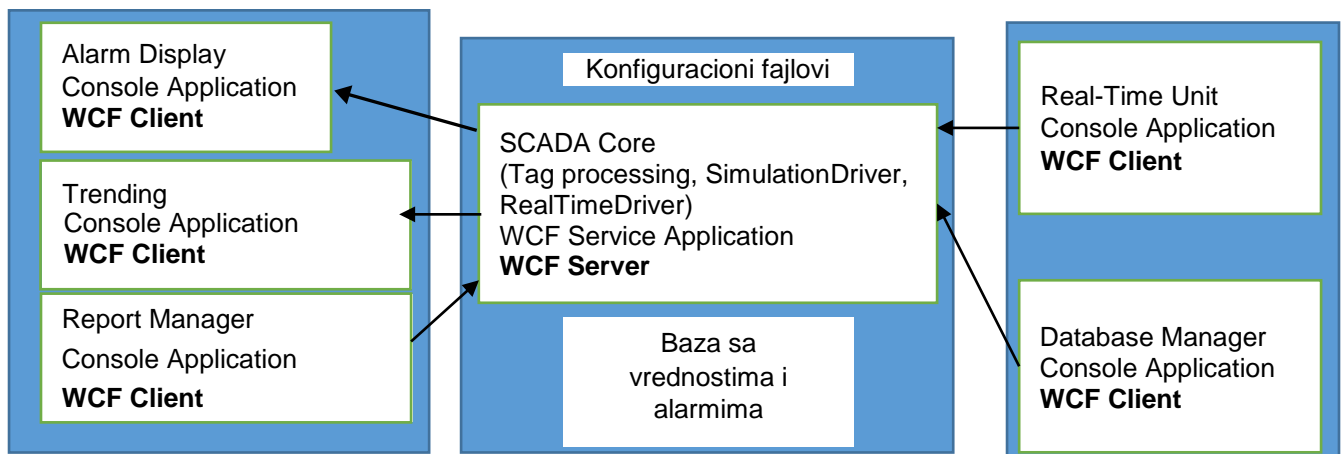 Alarm Display
Console Application
WCF Client
Trending
Console Application
WCF Client
Report Manager
Console Application
WCF Client
Konfiguracioni fajlovi
SCADA Core
(Tag processing, SimulationDriver,
RealTimeDriver)
WCF Service Application
WCF Server
Baza sa
vrednostima i
alarmima
Real-Time Unit
Console Application
WCF Client
Database Manager
Console Application
WCF Client